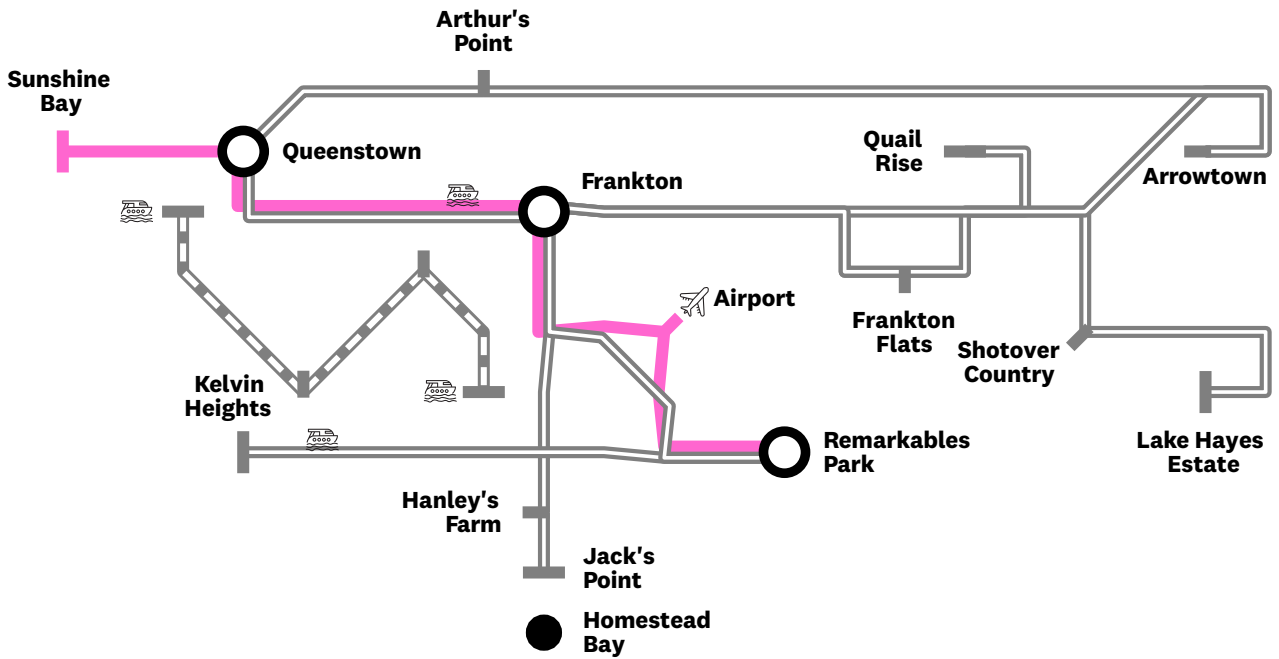 Arthur's
Point
Sunshine
Bay
Queenstown
Frankton
Quail
Rise
Arrowtown
Airport
Frankton
Flats
Shotover
Country
Kelvin
Heights
Remarkables
Park
Lake Hayes
Estate
Hanley's
Farm
Jack's
Point
Homestead
Bay